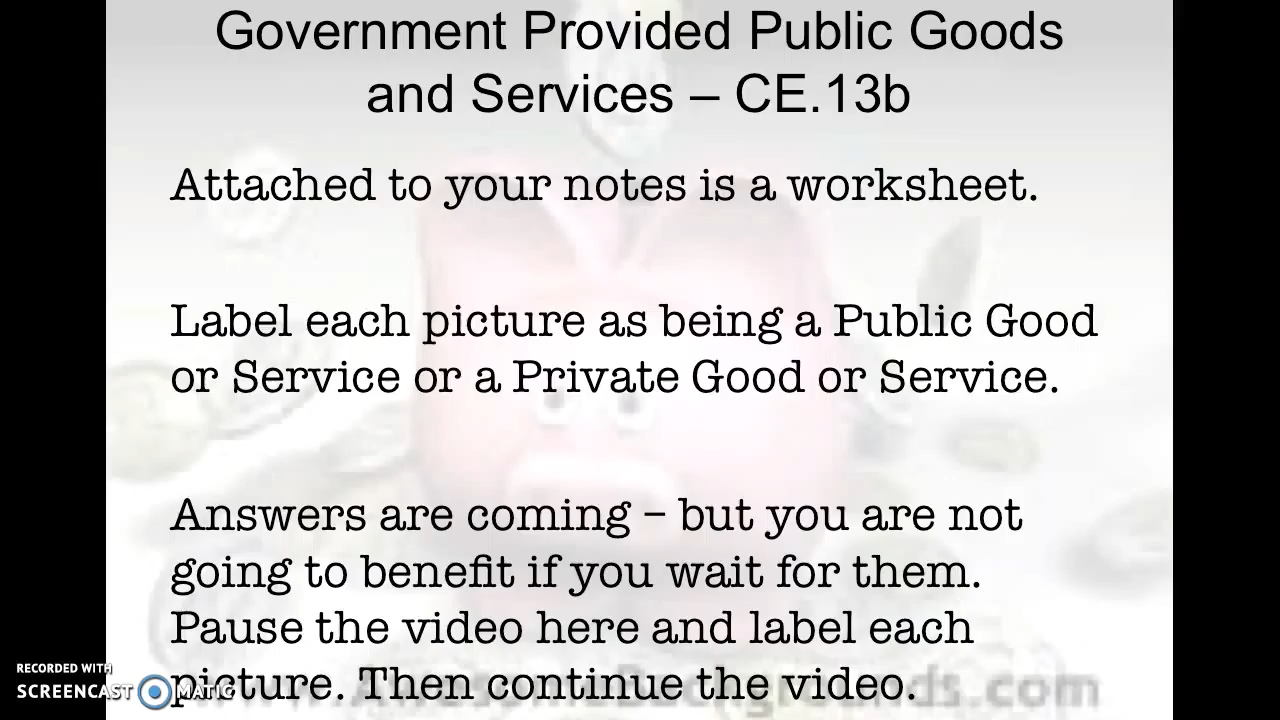 Government Provided Public Goods
and Services – CE.13b
Attached to your notes is a worksheet.
Label each picture as being a Public Good
or Service or a Private Good or Service.
Answers are coming – but you are not
going to benefit if you wait for them.
Pause the video here and label each
picture. Then continue the video.
RECORDED WITH
SCREENCAST MATIC